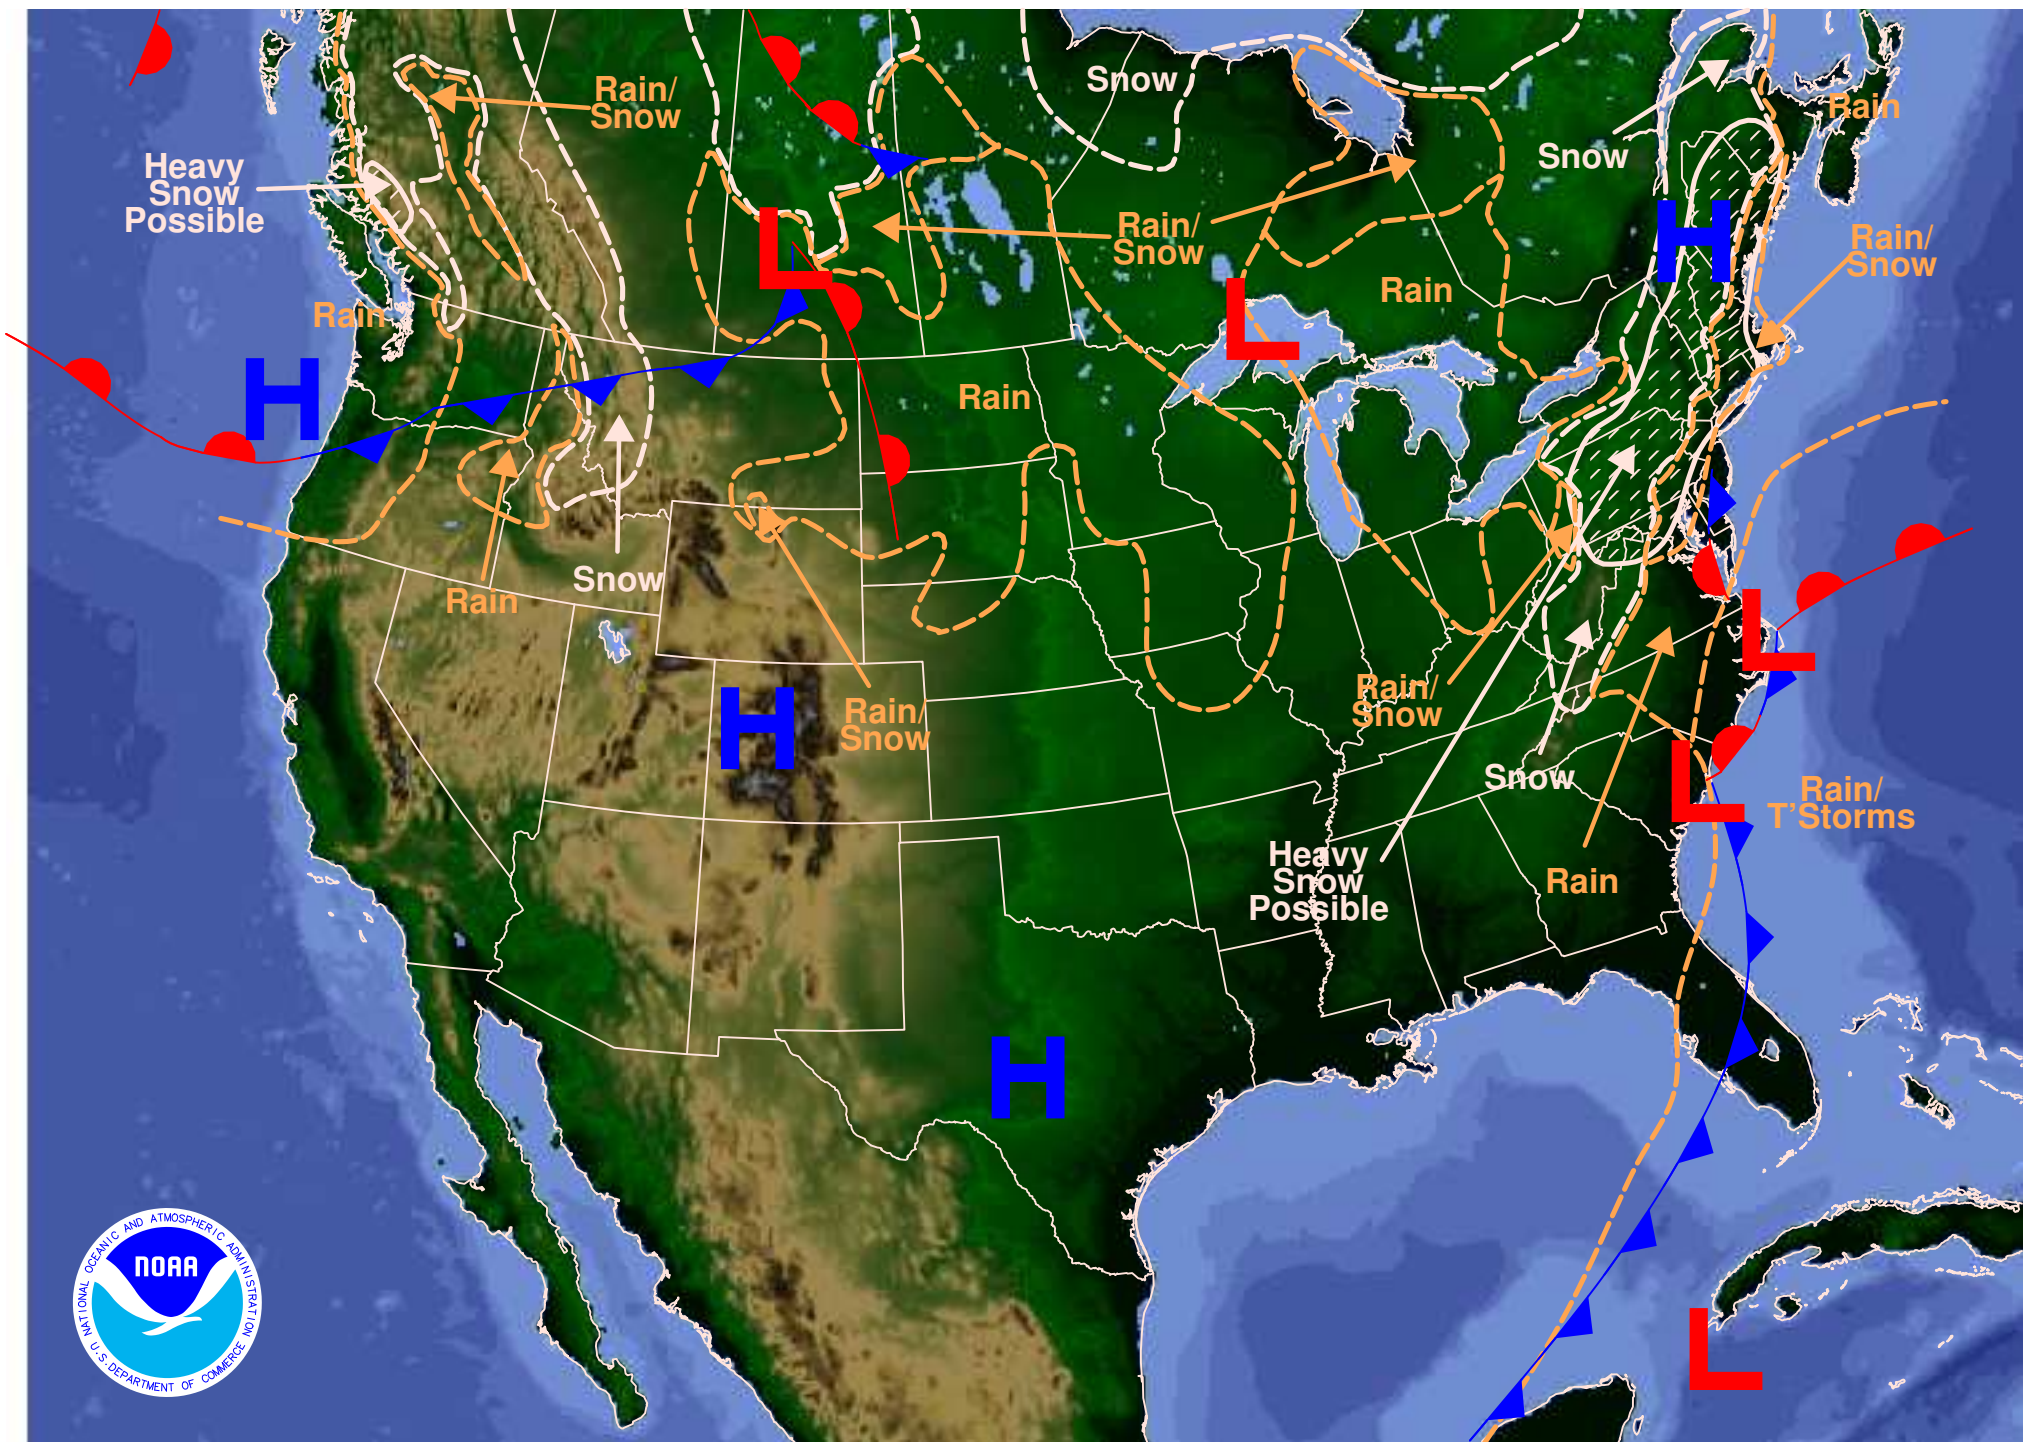 Snow
Rain/
Snow
Rain
Heavy
Snow
Possible
Snow
Rain/
Snow
Rain/
Snow
Rain
Rain
Rain
H
L
H
L
H
Rain
Snow
L
Rain/
Snow
Rain/
Snow
H
Snow
L
Rain/
T'Storms
Heavy
Snow
Possible
Rain
H
L
NATIONAL OCEANIC AND ATMOSPHERIC ADMINISTRATION
NOAA
U.S. DEPARTMENT OF COMMERCE